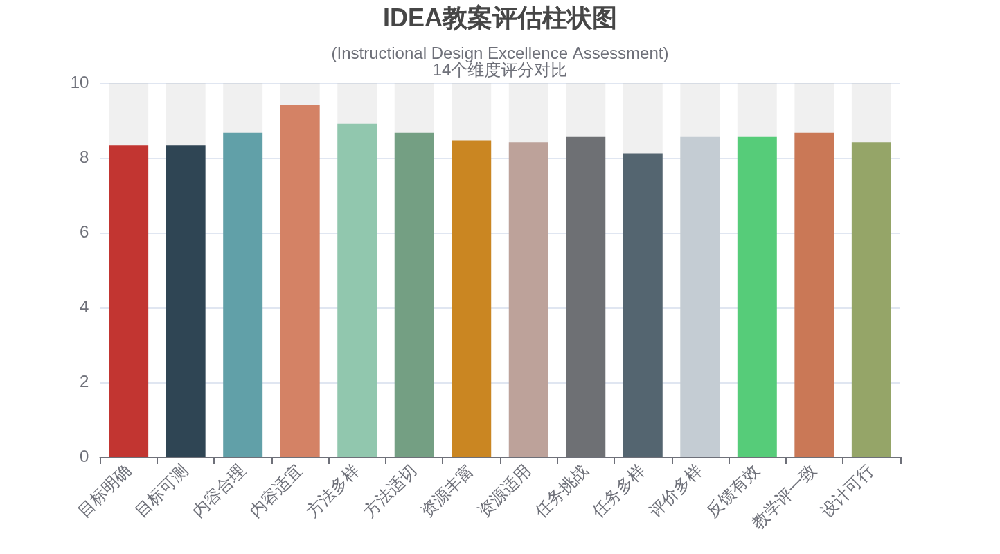 IDEA教案评估柱状图
(Instructional Design Excellence Assessment)
14个维度评分对比
10
8
6
4
2
0
目标明确
目标可测
内容合理
内容适宜
方法多样
方法适切
资源丰富
资源适用
任务挑战
任务多样
评价多样
反馈有效
教学评一致
设计可行